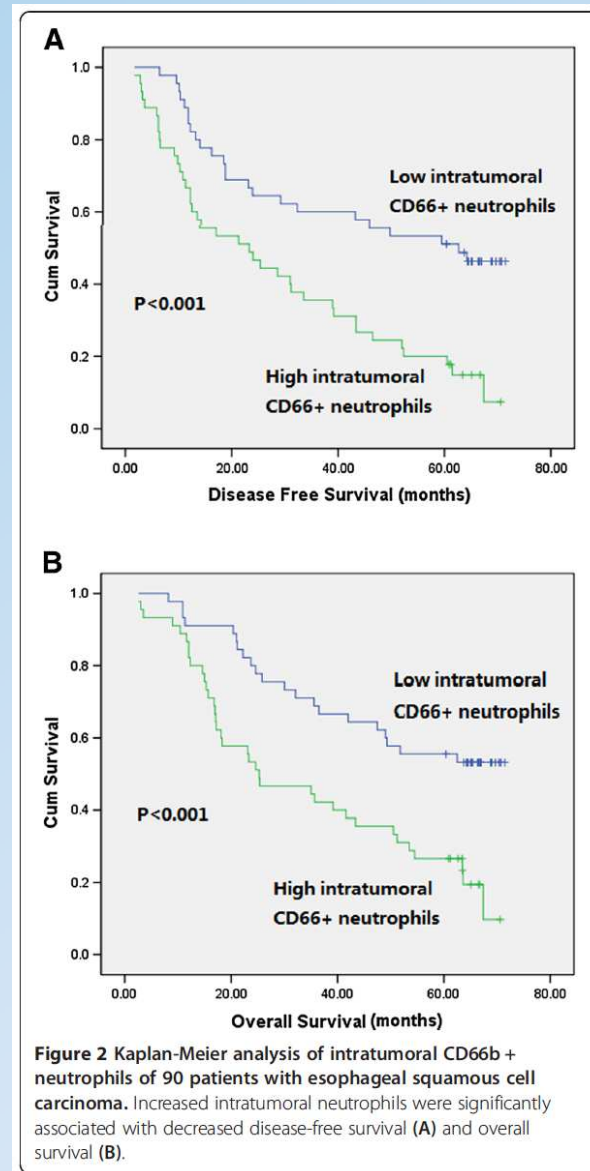 A
1.0
0.8
0.6
0.4
0.2
0.0
Cum Survival
Low intratumoral
CD66+ neutrophils
P<0.001
High intratumoral
CD66+ neutrophils
0.00 20.00 40.00 60.00 80.00
Disease Free Survival (months)
B
1.0
0.8
0.6
0.4
0.2
0.0
Cum Survival
Low intratumoral
CD66+ neutrophils
P<0.001
High intratumoral
CD66+ neutrophils
0.00 20.00 40.00 60.00 80.00
Overall Survival (months)
Figure 2 Kaplan-Meier analysis of intratumoral CD66b +
neutrophils of 90 patients with esophageal squamous cell
carcinoma. Increased intratumoral neutrophils were significantly
associated with decreased disease-free survival (A) and overall
survival (B).